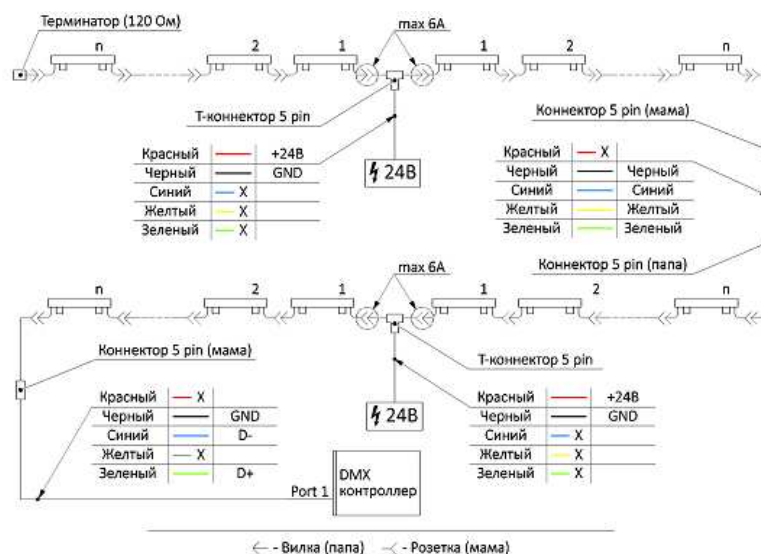 Терминатор (120 Ом)
max 6A
n 2 1 1 2 n
Т-коннектор 5 pin
Коннектор 5 pin (мама)
Красный +24В
Черный GND
Синий X
Желтый X
Зеленый X
24В
Красный X
Черный Черный
Синий Синий
Желтый Желтый
Зеленый Зеленый
Коннектор 5 pin (папа)
max 6A
n 2 1 1 2 n
Коннектор 5 pin (мама)
Т-коннектор 5 pin
Красный X
Черный GND
Синий D-
Желтый X
Зеленый D+
24В
Красный +24В
Черный GND
Синий X
Желтый X
Зеленый X
Port 1
DMX
контроллер
- Вилка (папа) - Розетка (мама)